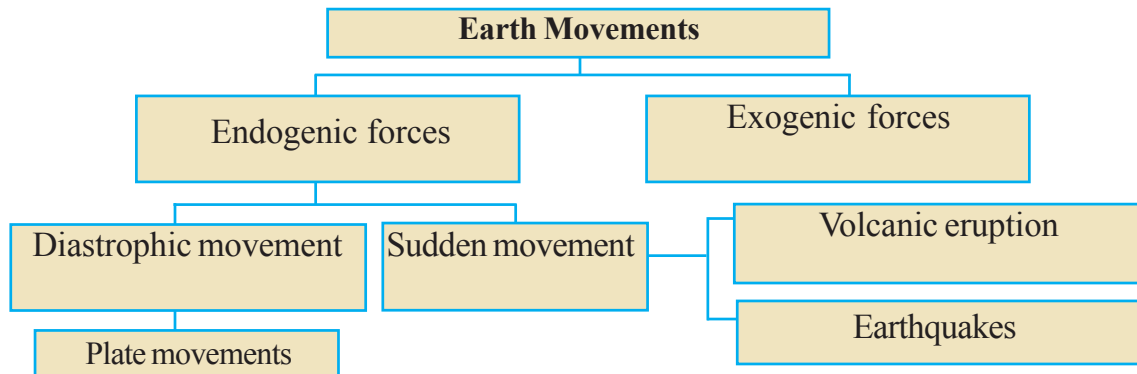 Earth Movements
Endogenic forces
Exogenic forces
Diastrophic movement
Sudden movement
Volcanic eruption
Earthquakes
Plate movements